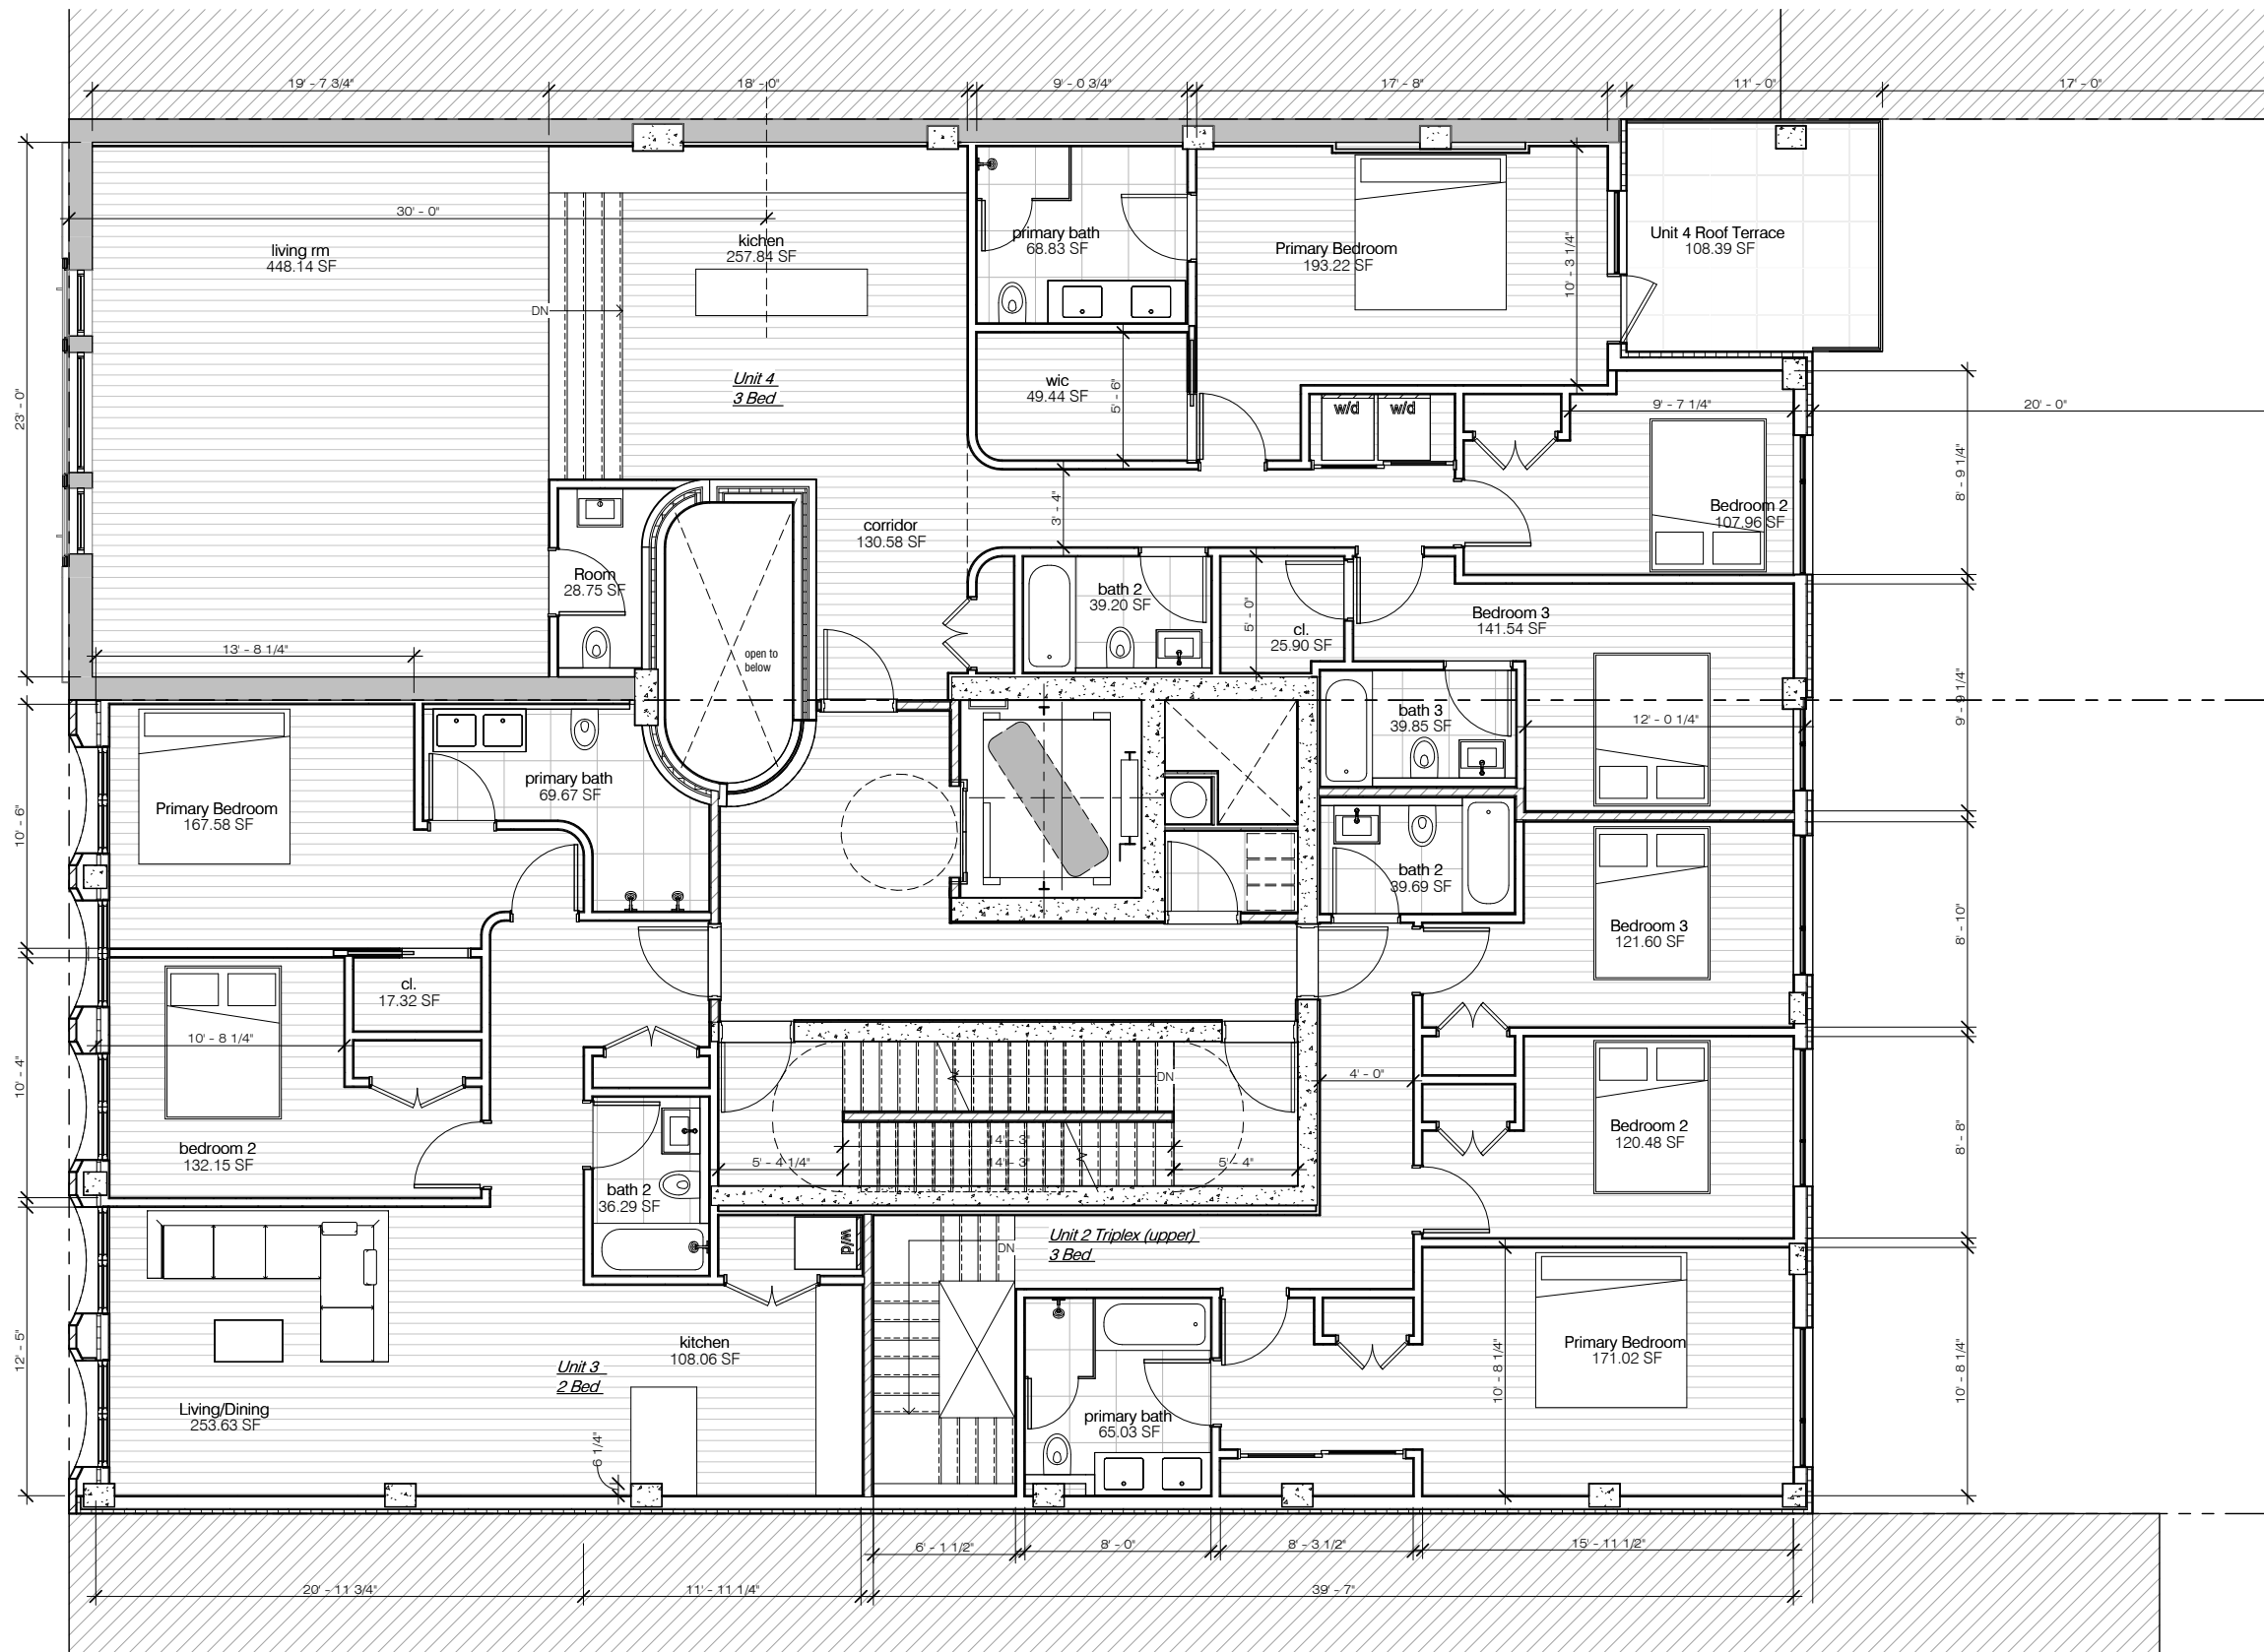 19' - 7 3/4"
18' - 0"
9' - 0 3/4"
17' - 8"
11' - 0"
17' - 0"
30' - 0"
living rm
448.14 SF
kichen
257.84 SF
primary bath
68.83 SF
Primary Bedroom
193.22 SF
10' - 3 1/4"
Unit 4 Roof Terrace
108.39 SF
DN
23' - 0"
Unit 4
3 Bed
wic
49.44 SF
5' - 6"
w/d
w/d
9' - 7 1/4"
20' - 0"
8' - 9 1/4"
Bedroom 2
107.96 SF
corridor
130.58 SF
3' - 4"
Room
28.75 SF
bath 2
39.20 SF
5' - 0"
cl.
25.90 SF
Bedroom 3
141.54 SF
13' - 8 1/4"
open to
below
bath 3
39.85 SF
12' - 0 1/4"
9' - 9 1/4"
Primary Bedroom
167.58 SF
primary bath
69.67 SF
10' - 6"
bath 2
39.69 SF
Bedroom 3
121.60 SF
8' - 10"
cl.
17.32 SF
10' - 8 1/4"
10' - 4"
DN
4' - 0"
Bedroom 2
120.48 SF
8' - 8"
bedroom 2
132.15 SF
14' - 3"
5' - 4 1/4"
14' - 3"
5' - 4"
bath 2
36.29 SF
w/d
DN
Unit 2 Triplex (upper)
3 Bed
12' - 5"
kitchen
108.06 SF
Unit 3
2 Bed
Primary Bedroom
171.02 SF
10' - 8 1/4"
10' - 8 1/4"
Living/Dining
253.63 SF
primary bath
65.03 SF
6 1/4"
6' - 1 1/2"
8' - 0"
8' - 3 1/2"
15' - 11 1/2"
20' - 11 3/4"
11' - 11 1/4"
39' - 7"